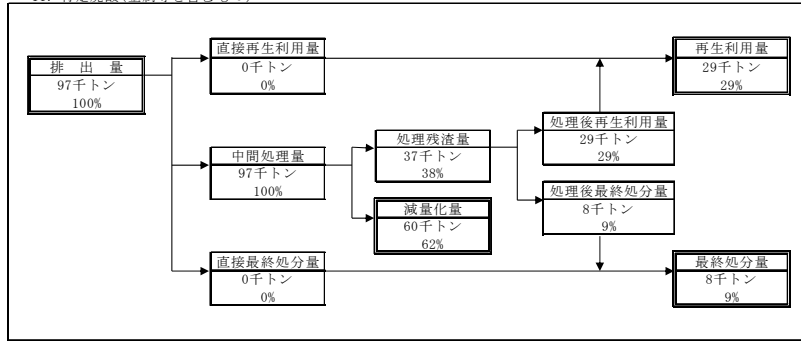 排 出 量
97千トン
100%
直接再生利用量
0千トン
0%
再生利用量
29千トン
29%
中間処理量
97千トン
100%
処理残渣量
37千トン
38%
処理後再生利用量
29千トン
29%
減量化量
60千トン
62%
処理後最終処分量
8千トン
9%
直接最終処分量
0千トン
0%
最終処分量
8千トン
9%